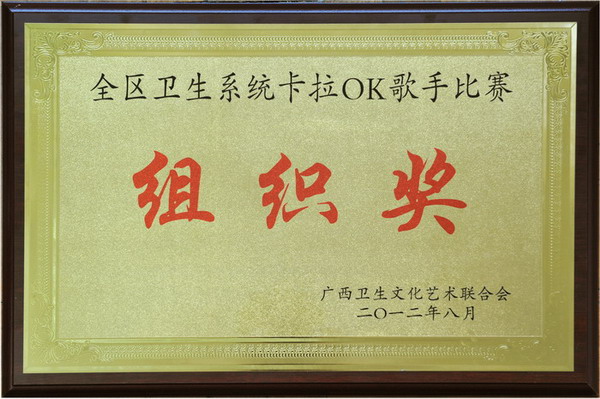 全区卫生系统卡拉OK歌手比赛
组织奖
广西卫生文化艺术联合会
二〇一二年八月